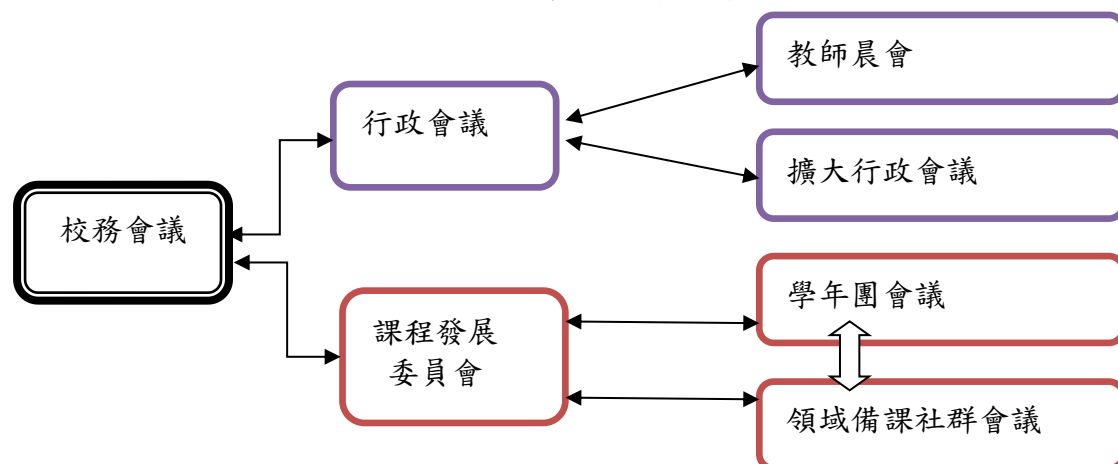 教師晨會
行政會議
擴大行政會議
校務會議
學年團會議
課程發展
委員會
領域備課社群會議